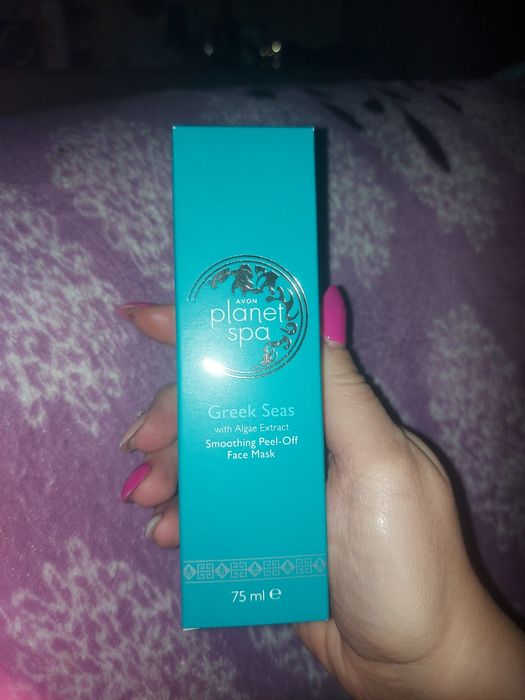 AVON
planet
spa
Greek Seas
with Algae Extract
Smoothing Peel-Off
Face Mask
75 ml ℮